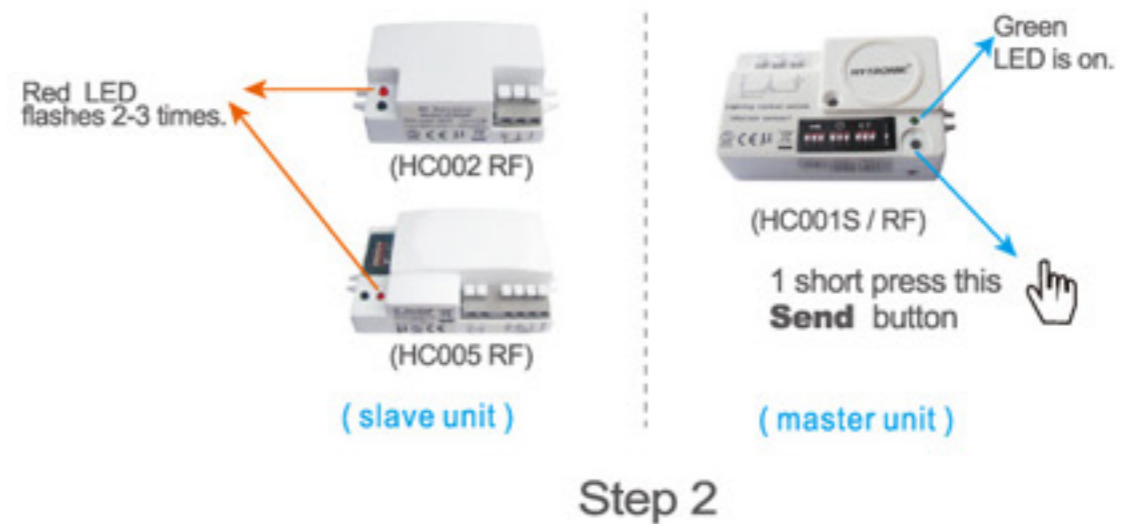 Red LED
flashes 2-3 times.
(HC002 RF)
(HC005 RF)
( slave unit )
Green
LED is on.
HYTRONIK
(HC001S / RF)
1 short press this
Send button
( master unit )
Step 2